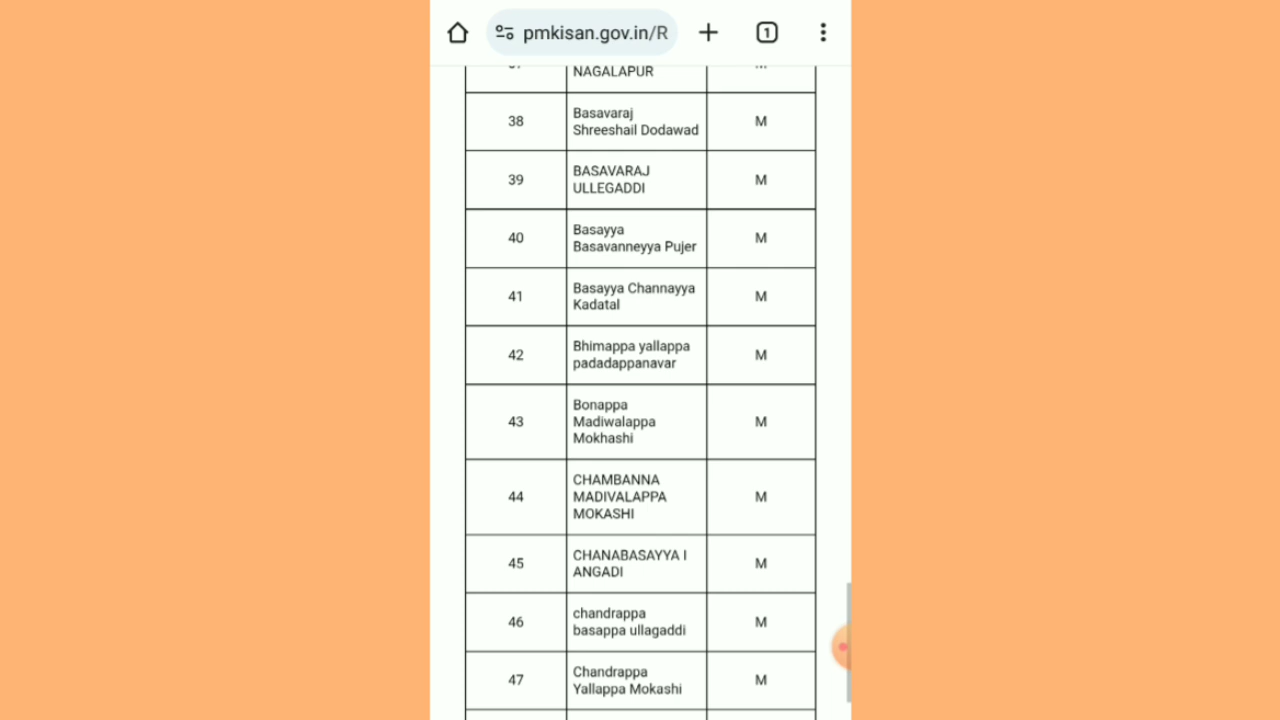 pmkisan.gov.in/R
1
NAGALAPUR
38
Basavaraj
Shreeshail Dodawad
M
39
BASAVARAJ
ULLEGADDI
M
40
Basayya
Basavanneyya Pujer
M
41
Basayya Channayya
Kadatal
M
42
Bhimappa yallappa
padadappanavar
M
43
Bonappa
Madiwalappa
Mokhashi
M
44
CHAMBANNA
MADIVALAPPA
MOKASHI
M
45
CHANABASAYYA I
ANGADI
M
46
chandrappa
basappa ullagaddi
M
47
Chandrappa
Yallappa Mokashi
M